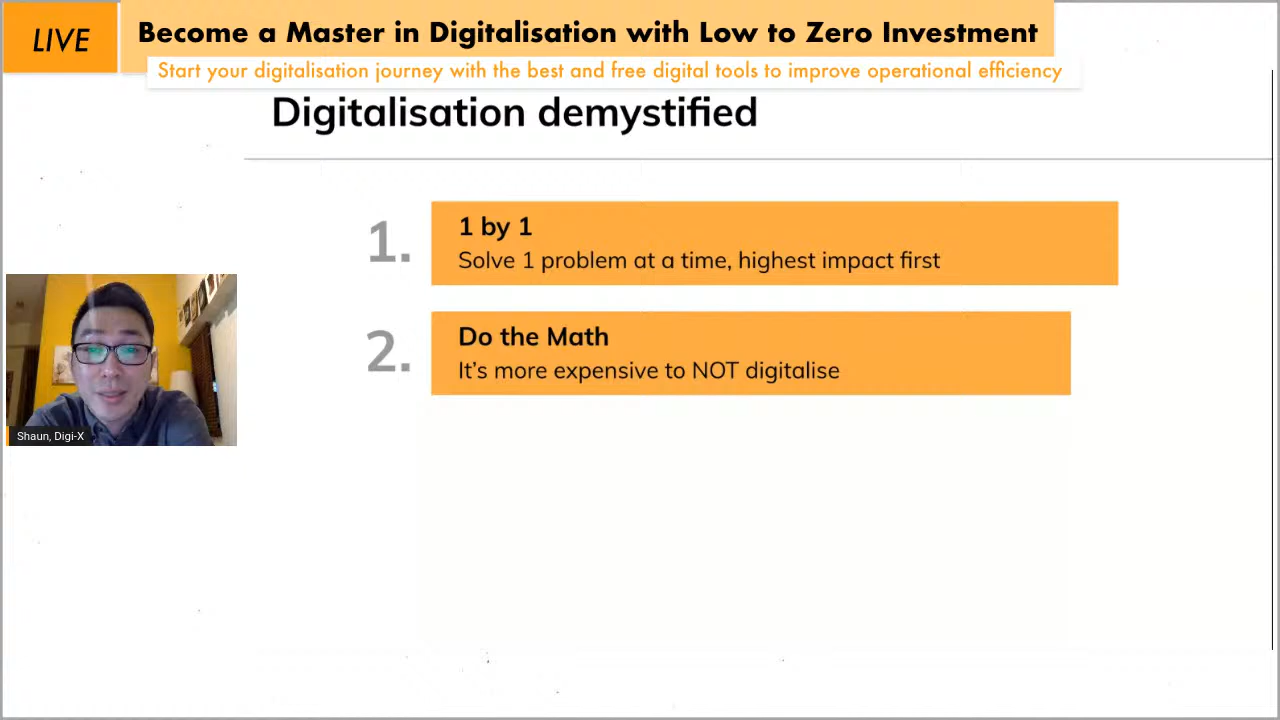 LIVE
Become a Master in Digitalisation with Low to Zero Investment
Start your digitalisation journey with the best and free digital tools to improve operational efficiency
Digitalisation demystified
1.
1 by 1
Solve 1 problem at a time, highest impact first
2.
Do the Math
It's more expensive to NOT digitalise
Shaun, Digi-X